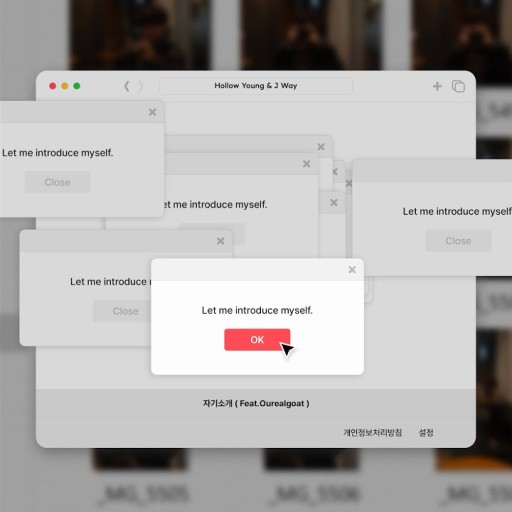 Hollow Young & J Way
Let me introduce myself.
Close
et me introduce myself.
Let me introduce myself
Close
Let me introduce
Close
Let me introduce myself.
OK
자기소개 ( Feat.Ourealgoat )
개인정보처리방침 설정
_MG_5505 _MG_5506